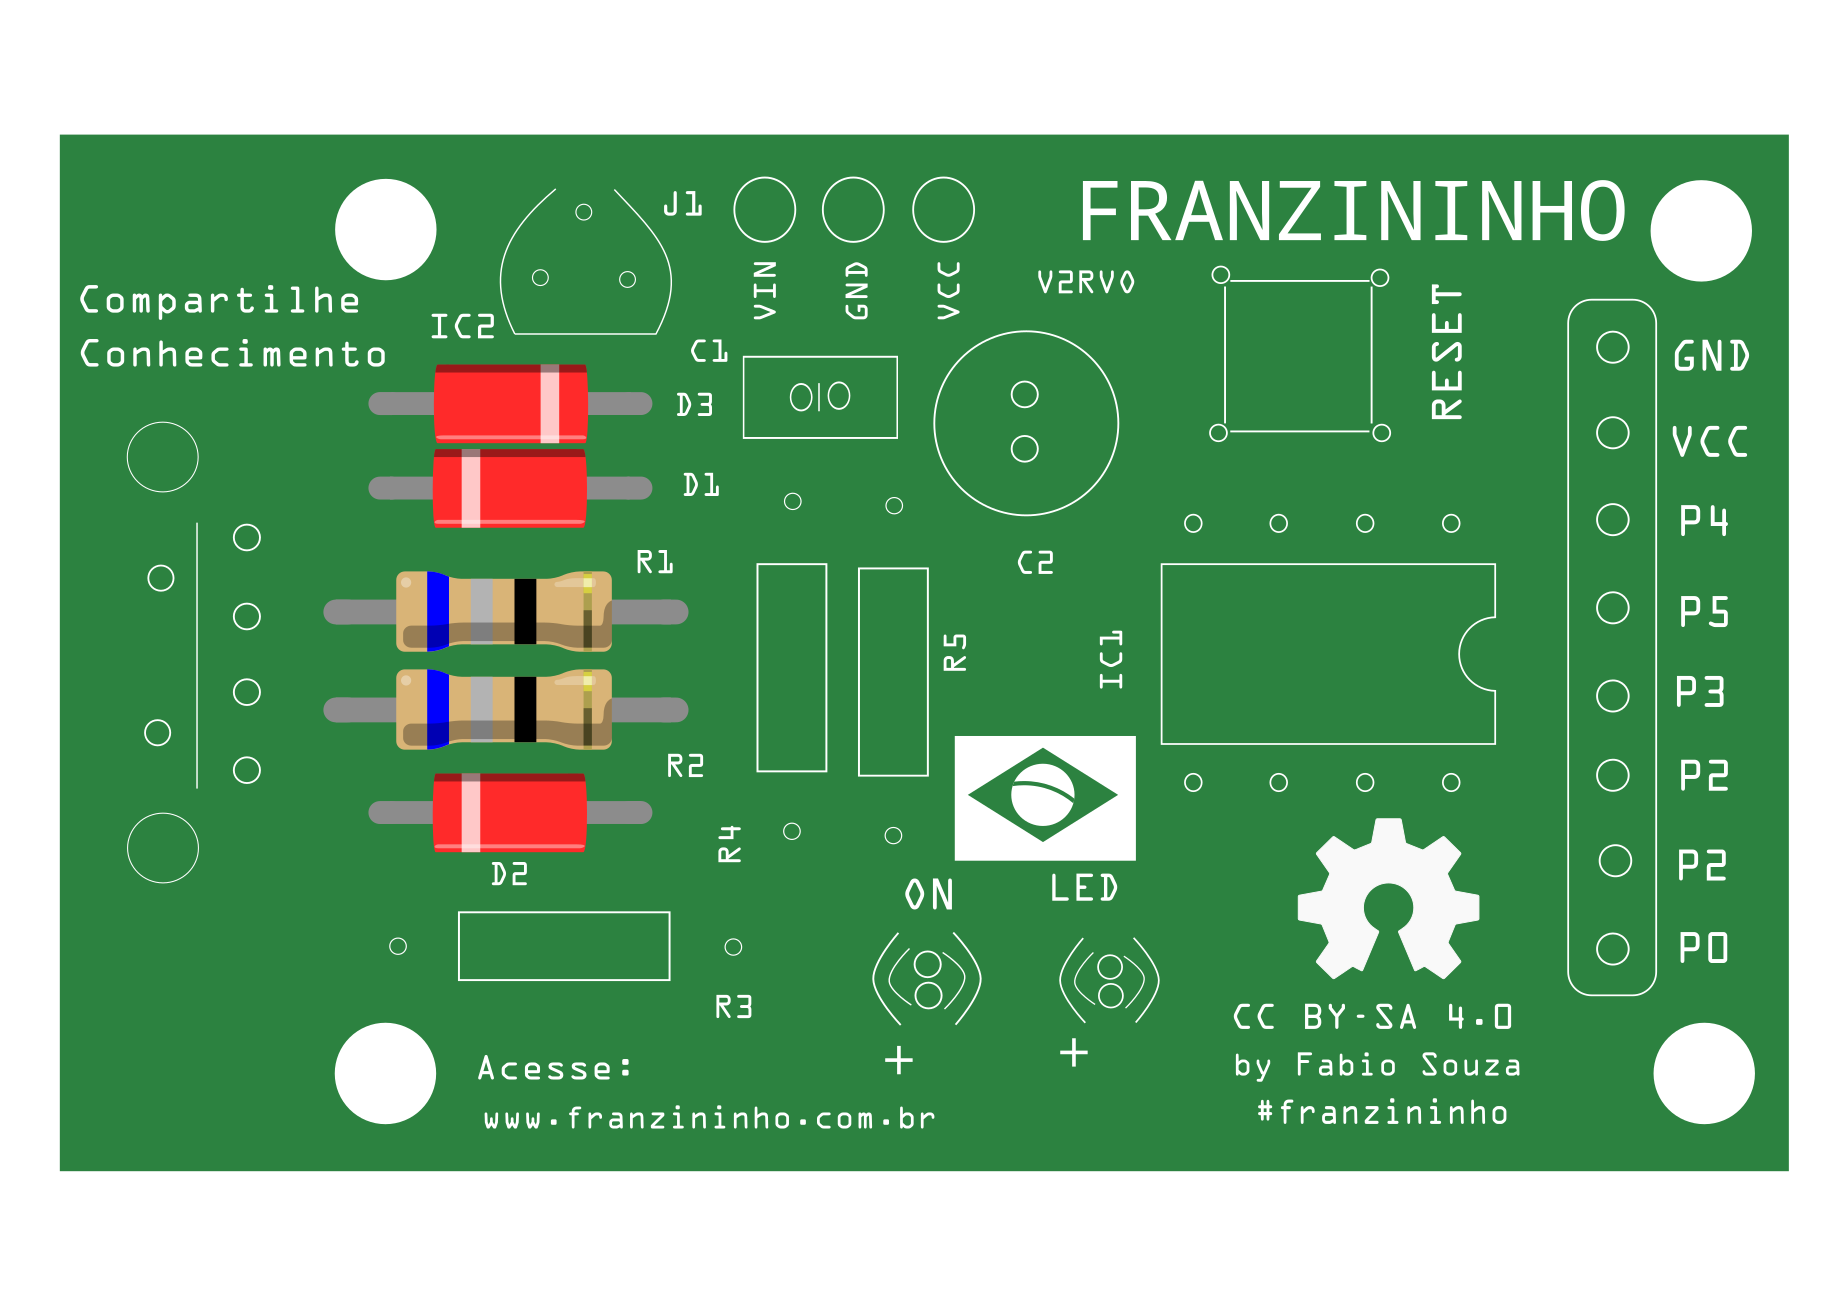 FRANZININHO
J1
VIN
GND
VCC
V2RV0
RESET
Compartilhe
Conhecimento
IC2
C1
D3
D1
R1
C2
R5
IC1
R2
R4
D2
R3
ON
LED
GND
VCC
P4
P5
P3
P2
P2
P0
+
+
CC BY-SA 4.0
by Fabio Souza
#franzininho
Acesse:
www.franzininho.com.br